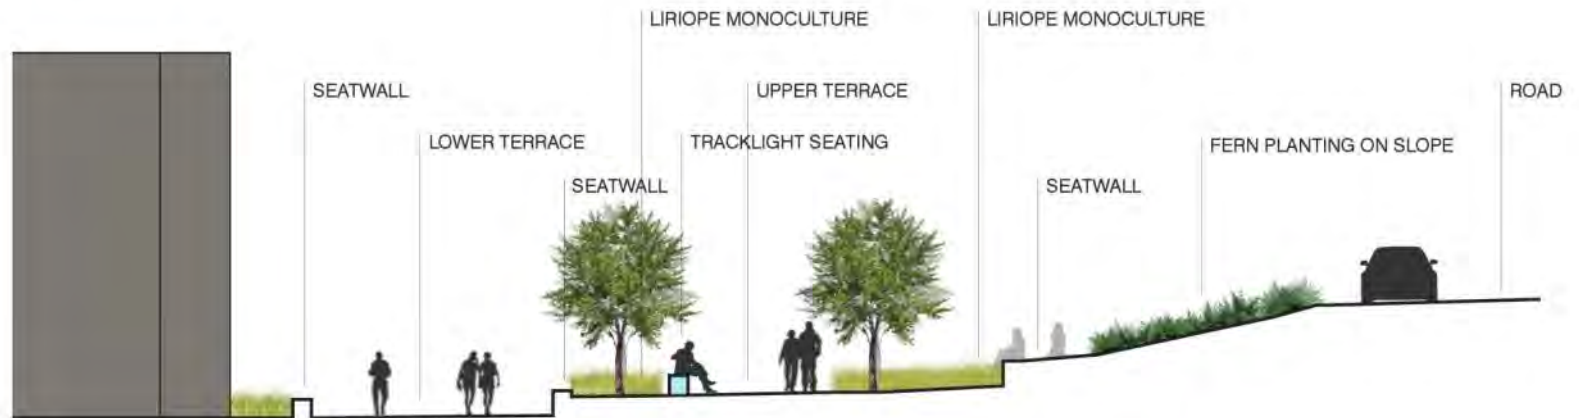 LIRIOPE MONOCULTURE
LIRIOPE MONOCULTURE
SEATWALL
UPPER TERRACE
ROAD
LOWER TERRACE
TRACKLIGHT SEATING
FERN PLANTING ON SLOPE
SEATWALL
SEATWALL